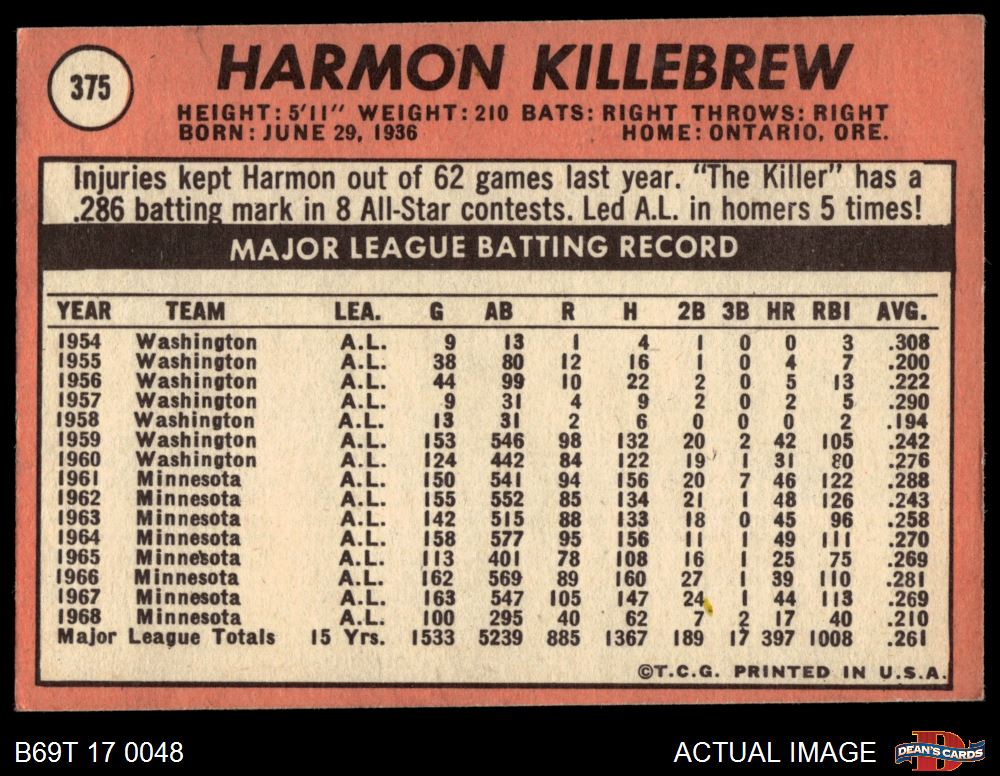 375
HARMON KILLEBREW
HEIGHT: 5'11" WEIGHT: 210 BATS: RIGHT THROWS: RIGHT
BORN: JUNE 29, 1936 HOME: ONTARIO, ORE.
Injuries kept Harmon out of 62 games last year. "The Killer" has a
.286 batting mark in 8 All-Star contests. Led A.L. in homers 5 times!
MAJOR LEAGUE BATTING RECORD
YEAR TEAM LEA. G AB R H 2B 3B HR RBI AVG.
1954 Washington A.L. 9 13 1 4 1 0 0 3 .308
1955 Washington A.L. 38 80 12 16 1 0 4 7 .200
1956 Washington A.L. 44 99 10 22 2 0 5 13 .222
1957 Washington A.L. 9 31 4 9 2 0 2 5 .290
1958 Washington A.L. 13 31 2 6 0 0 0 2 .194
1959 Washington A.L. 153 546 98 132 20 2 42 105 .242
1960 Washington A.L. 124 442 84 122 19 1 31 80 .276
1961 Minnesota A.L. 150 541 94 156 20 7 46 122 .288
1962 Minnesota A.L. 155 552 85 134 21 1 48 126 .243
1963 Minnesota A.L. 142 515 88 133 18 0 45 96 .258
1964 Minnesota A.L. 158 577 95 156 11 1 49 111 .270
1965 Minnesota A.L. 113 401 78 108 16 1 25 75 .269
1966 Minnesota A.L. 162 569 89 160 27 1 39 110 .281
1967 Minnesota A.L. 163 547 105 147 24 1 44 113 .269
1968 Minnesota A.L. 100 295 40 62 7 2 17 40 .210
Major League Totals 15 Yrs. 1533 5239 885 1367 189 17 397 1008 .261
©T.C.G. PRINTED IN U.S.A.
B69T 17 0048 ACTUAL IMAGE D DEAN'S CARDS